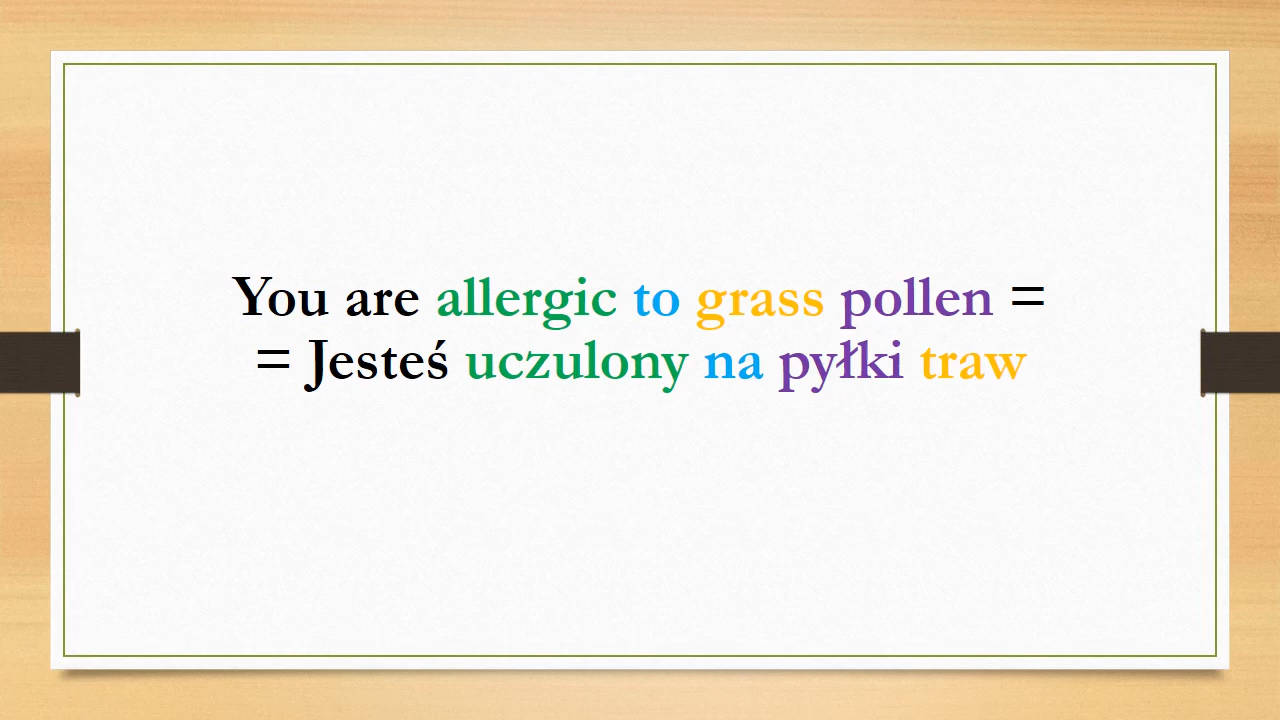 You are allergic to grass pollen =
= Jesteś uczulony na pyłki traw